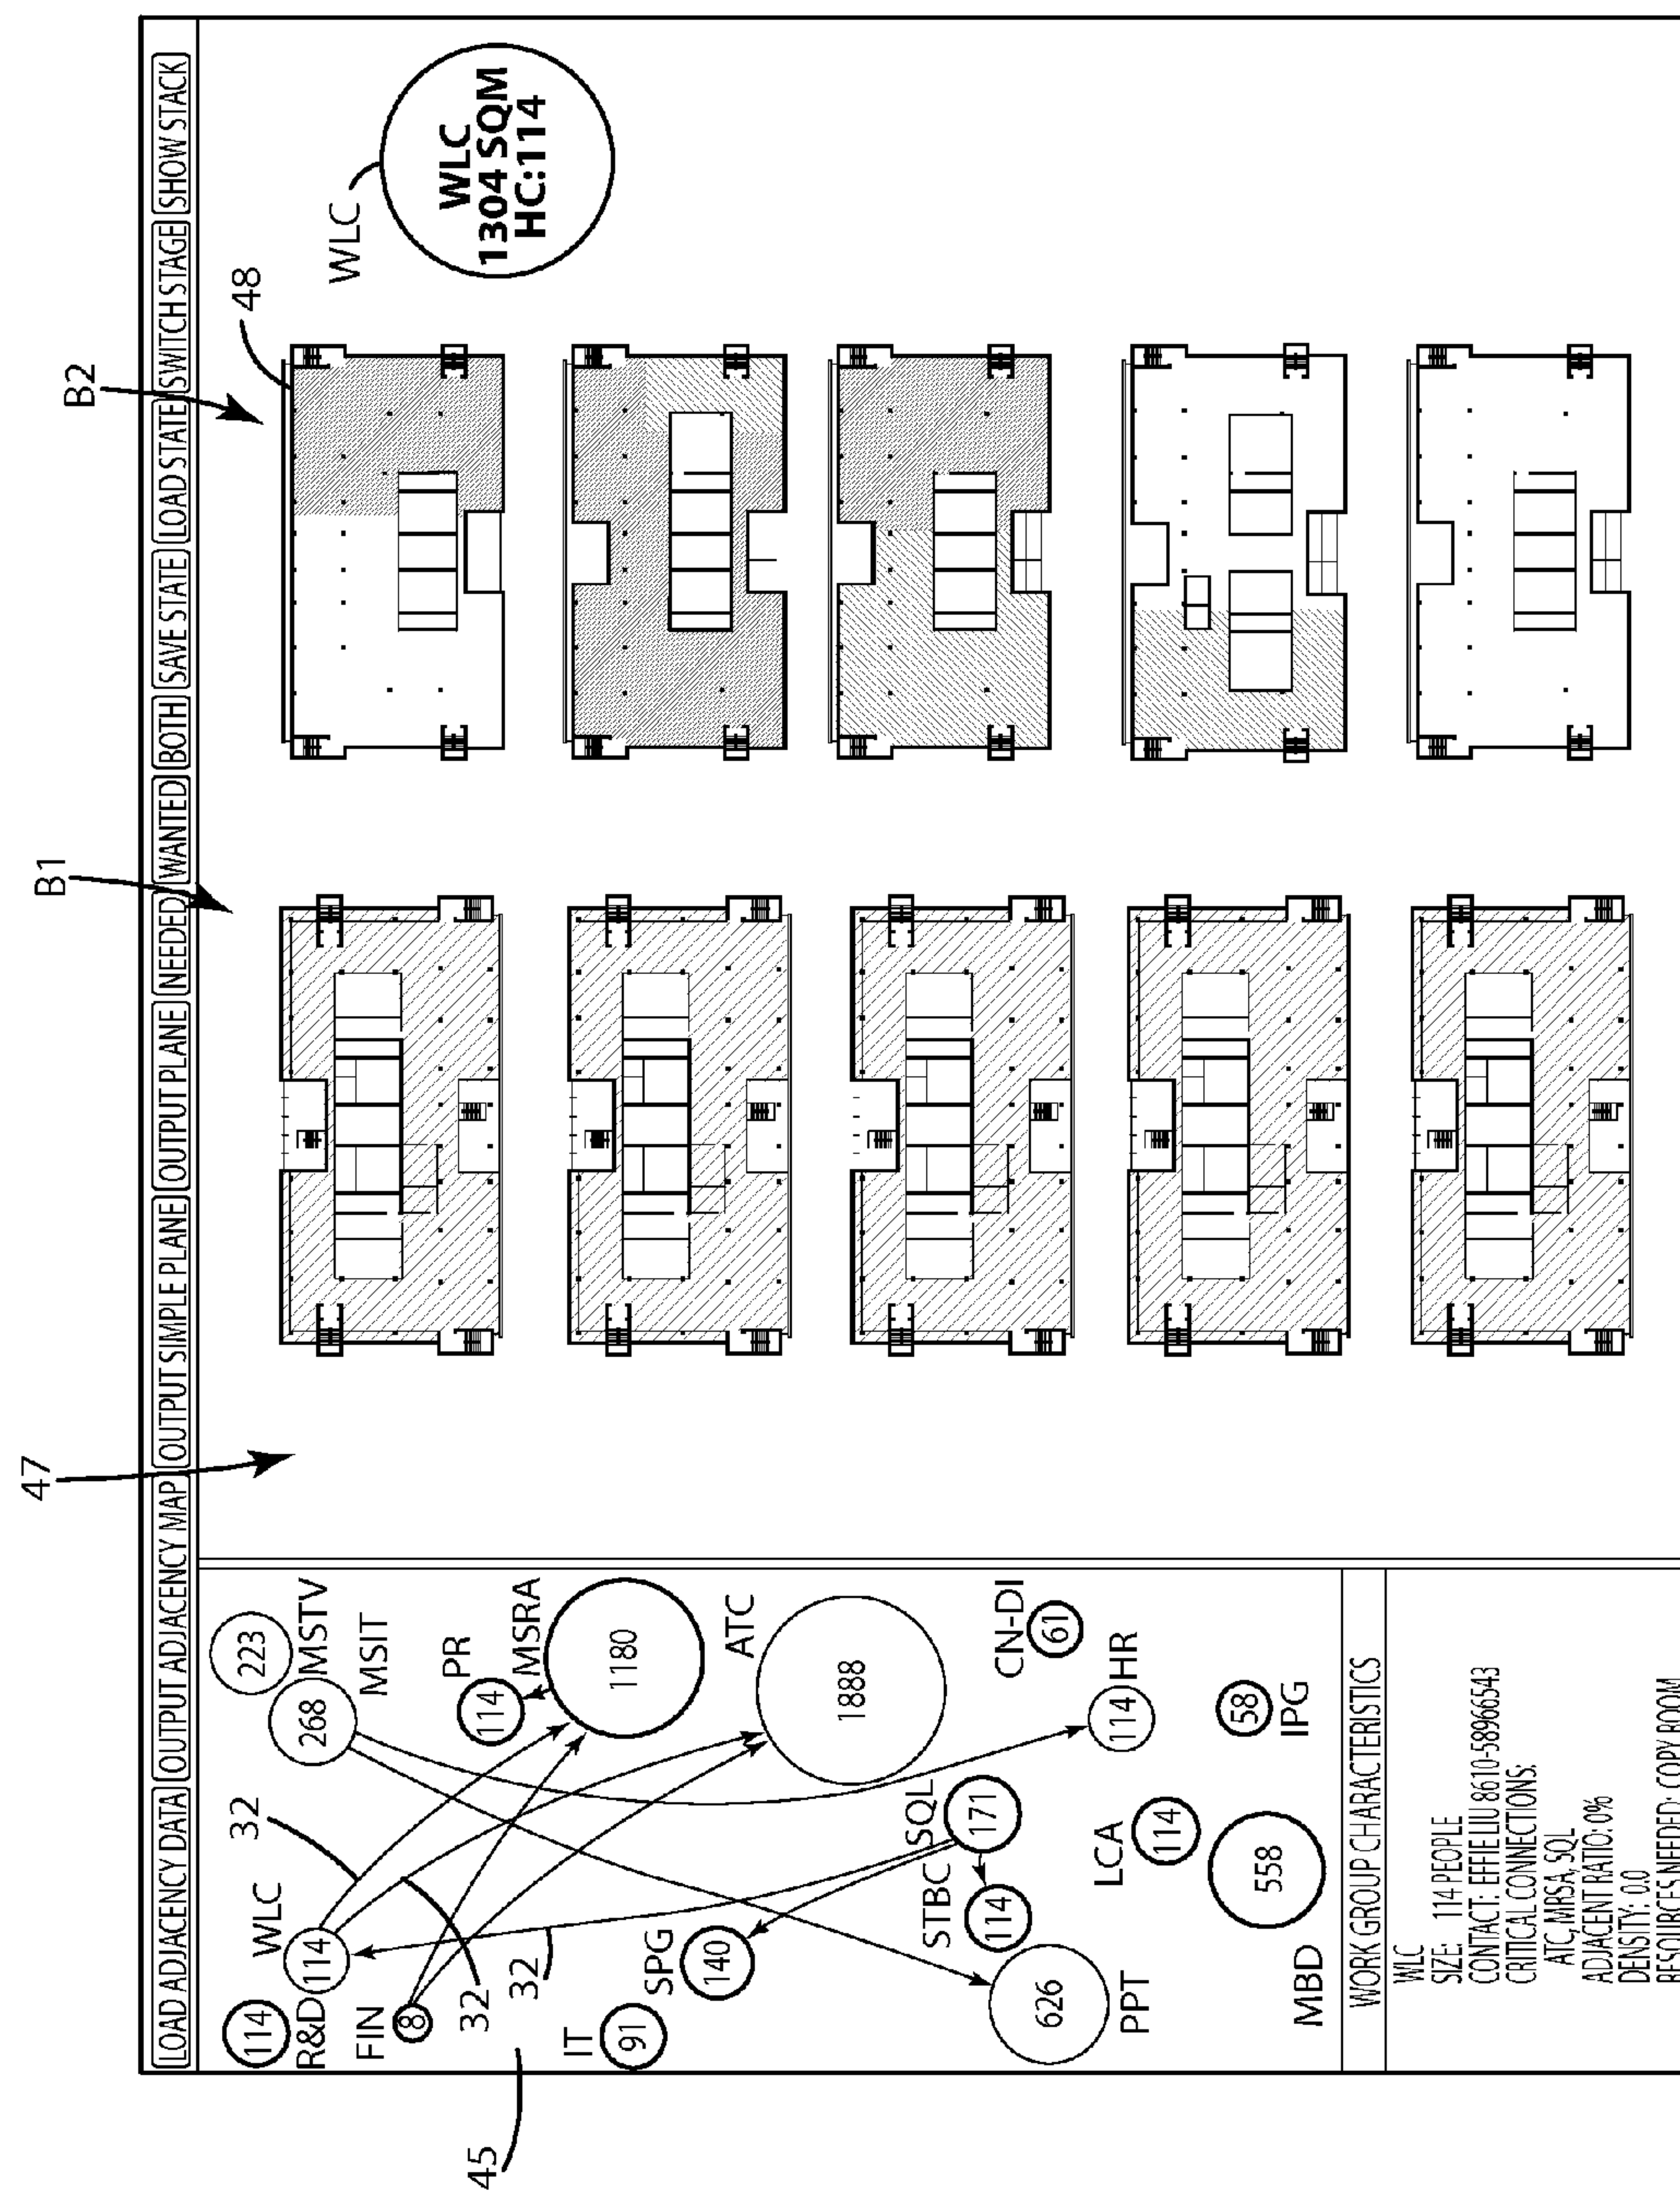 LOAD ADJACENCY DATA
OUTPUT ADJACENCY MAP
OUTPUT SIMPLE PLANE
OUTPUT PLANE
NEEDED
WANTED
BOTH
SAVE STATE
LOAD STATE
SWITCH STAGE
SHOW STACK
47
B1
B2
48
WLC
WLC
1304 SQM
HC:114
114
R&D
WLC
114
32
268
MSTV
223
MSIT
FIN
8
32
PR
114
MSRA
1180
45
32
IT
91
SPG
140
ATC
1888
STBC
114
SQL
171
CN-DI
61
626
PPT
LCA
114
114
HR
MBD
558
58
IPG
WORK GROUP CHARACTERISTICS
WLC
SIZE: 114 PEOPLE
CONTACT: EFFIE LIU 8610-58966543
CRITICAL CONNECTIONS:
ATC, MRSA, SQL
ADJACENT RATIO: 0%
DENSITY: 0.0
RESOURCES NEEDED: COPY ROOM